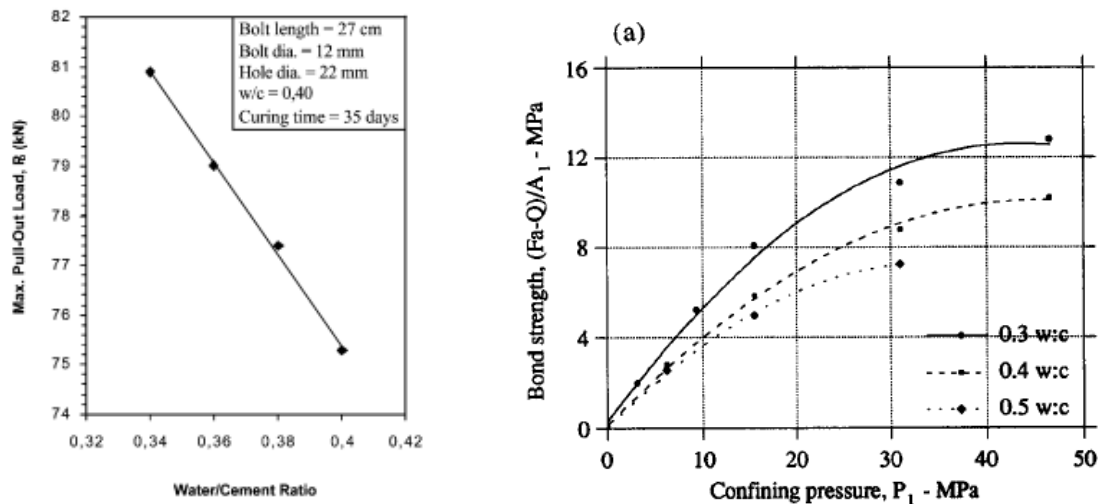 82
81
80
79
78
77
76
75
74
Max. Pull-Out Load, P (kN)
Bolt length = 27 cm
Bolt dia. = 12 mm
Hole dia. = 22 mm
w/c = 0,40
Curing time = 35 days
0,32 0,34 0,36 0,38 0,4 0,42
Water/Cement Ratio
(a)
16
12
8
4
0
Bond strength, (Fa-Q)/A₁ - MPa
0.3 w:c
0.4 w:c
0.5 w:c
0 10 20 30 40 50
Confining pressure, P₁ - MPa